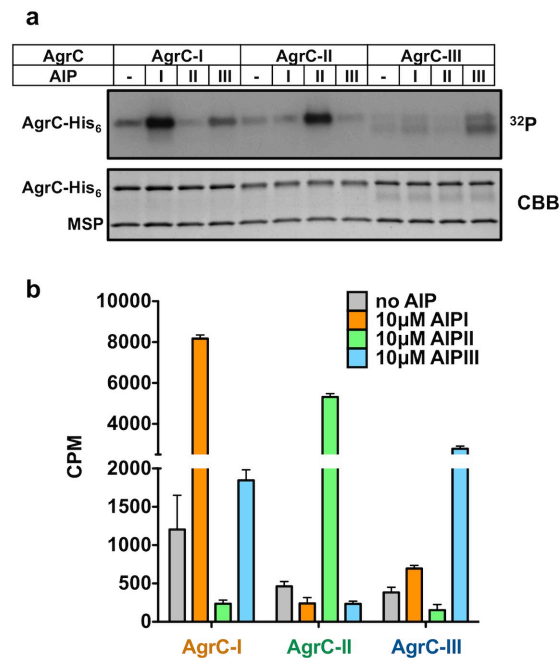 a
AgrC AgrC-I AgrC-II AgrC-III
AIP - I II III - I II III - I II III
AgrC-His6 32P
AgrC-His6
CBB
MSP
b
no AIP
10µM AIPI
10µM AIPII
10µM AIPIII
CPM
10000
8000
6000
4000
2000
1500
1000
500
0
AgrC-I AgrC-II AgrC-III